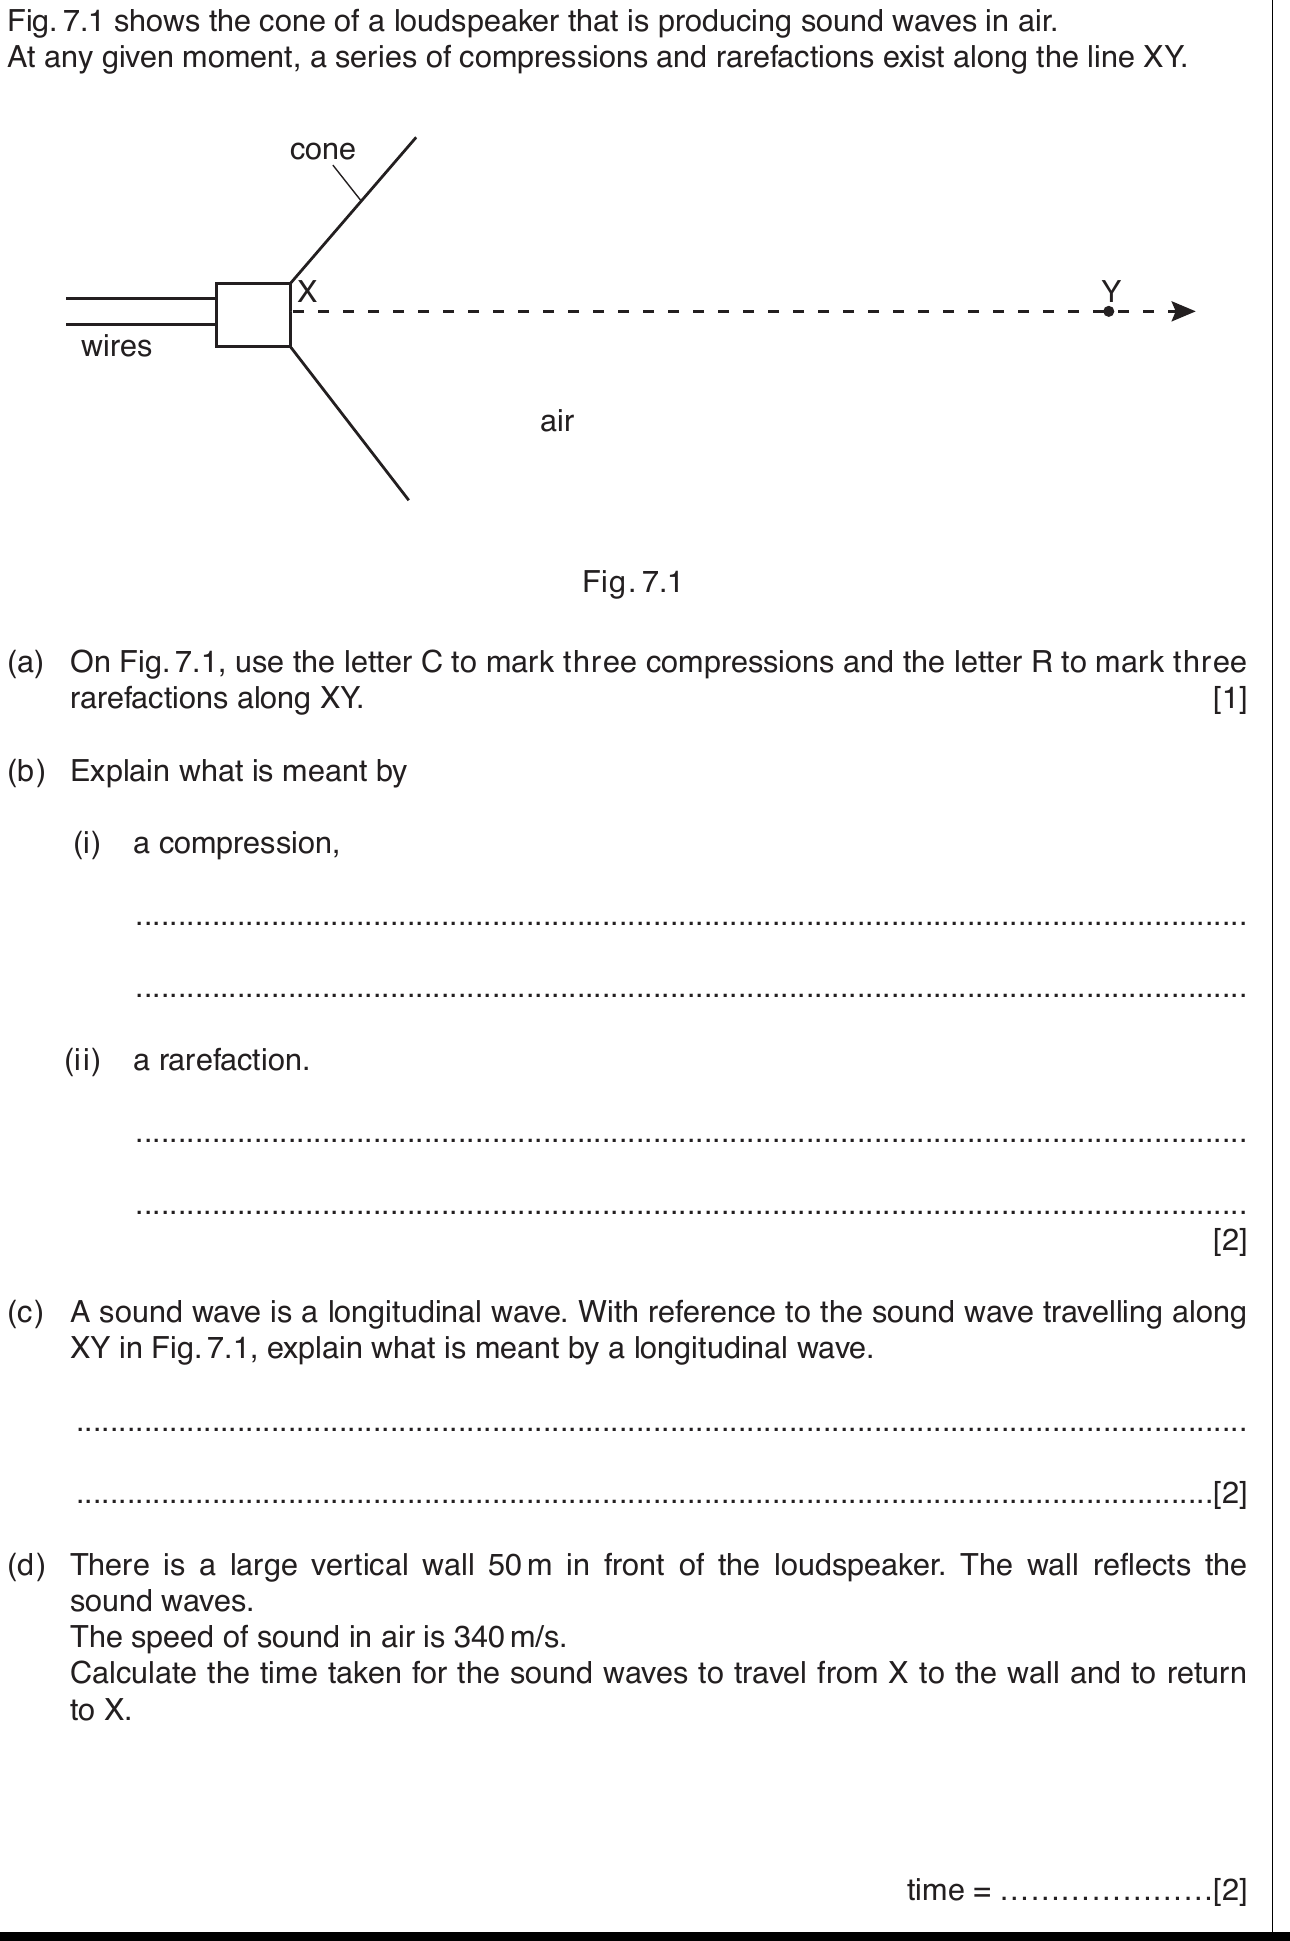 Fig. 7.1 shows the cone of a loudspeaker that is producing sound waves in air.
At any given moment, a series of compressions and rarefactions exist along the line XY.
cone
X
Y
wires
air
Fig. 7.1
(a) On Fig. 7.1, use the letter C to mark three compressions and the letter R to mark three
rarefactions along XY. [1]
(b) Explain what is meant by
(i) a compression,
..........................................................................................................................
..........................................................................................................................
(ii) a rarefaction.
..........................................................................................................................
..........................................................................................................................
[2]
(c) A sound wave is a longitudinal wave. With reference to the sound wave travelling along
XY in Fig. 7.1, explain what is meant by a longitudinal wave.
..........................................................................................................................
......................................................................................................................[2]
(d) There is a large vertical wall 50 m in front of the loudspeaker. The wall reflects the
sound waves.
The speed of sound in air is 340 m/s.
Calculate the time taken for the sound waves to travel from X to the wall and to return
to X.
time = .....................[2]